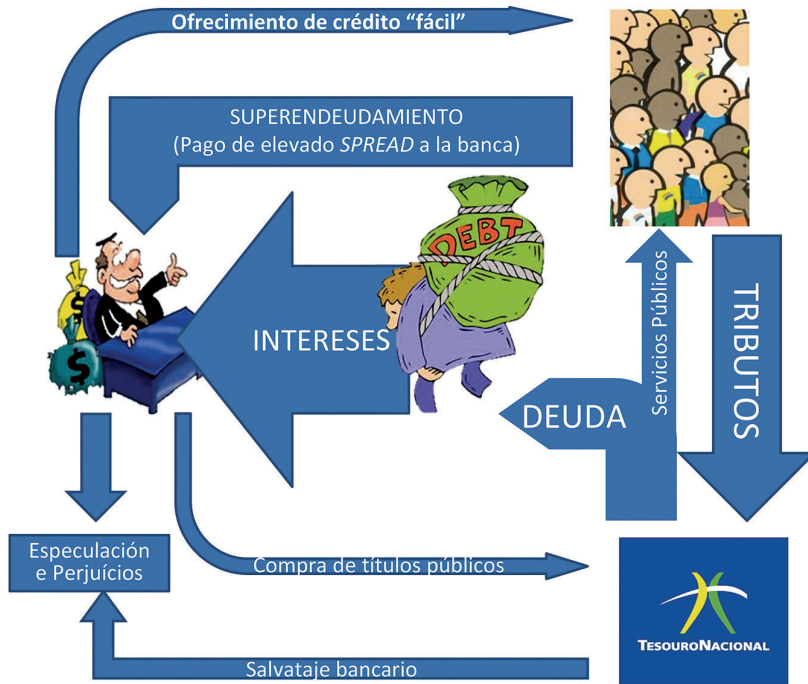 Ofrecimiento de crédito “fácil”
SUPERENDEUDAMIENTO
(Pago de elevado SPREAD a la banca)
DEBT
$
$
INTERESES
DEUDA
Servicios Públicos
TRIBUTOS
Especulación
e Perjuícios
Compra de títulos públicos
TESOURONACIONAL
Salvataje bancario